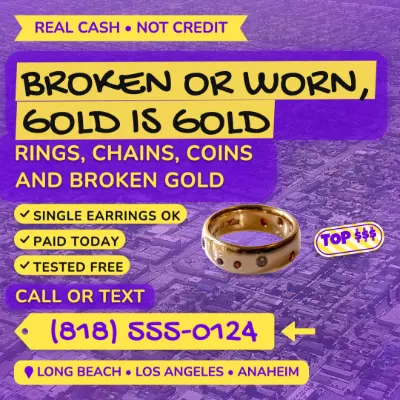 REAL CASH • NOT CREDIT
BROKEN OR WORN,
GOLD IS GOLD
RINGS, CHAINS, COINS
AND BROKEN GOLD
SINGLE EARRINGS OK
PAID TODAY
TESTED FREE
TOP $$$
CALL OR TEXT
(818) 555-0124
LONG BEACH • LOS ANGELES • ANAHEIM